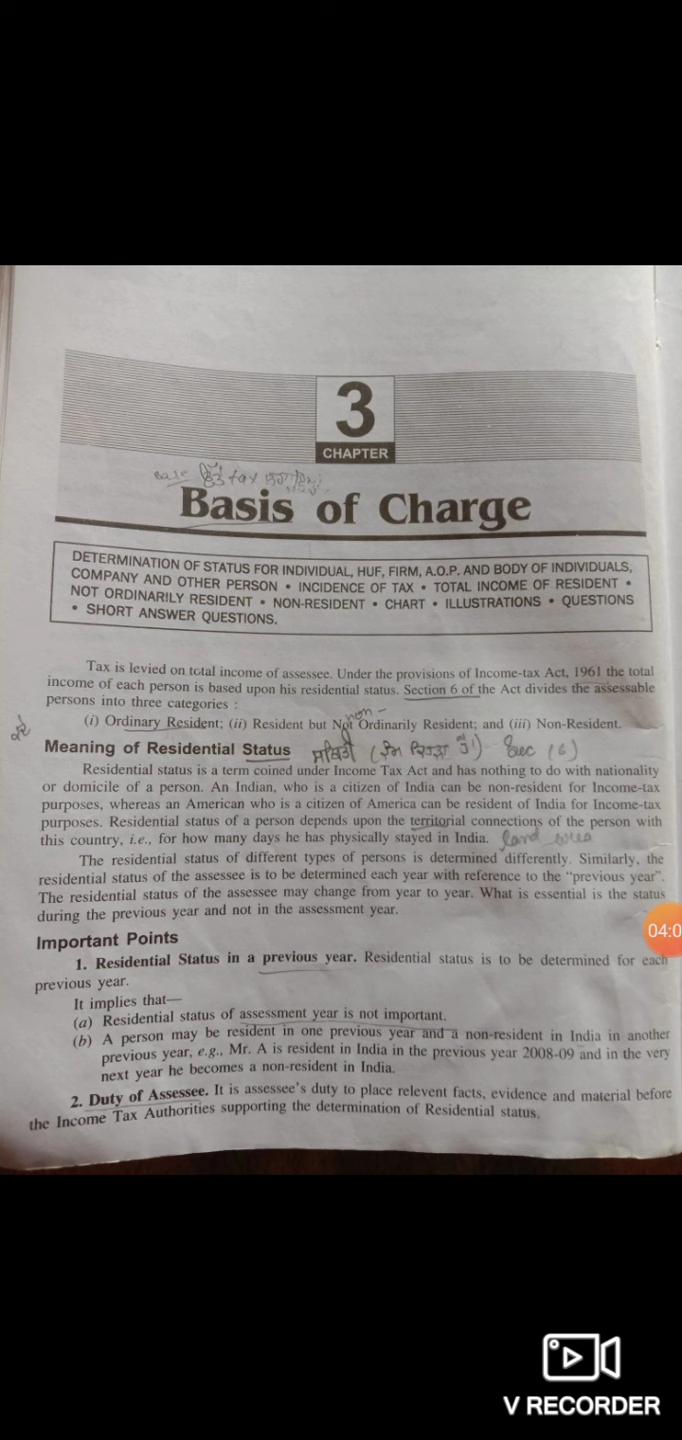 3
CHAPTER
Base ਉੱਤੇ tax
Basis of Charge
DETERMINATION OF STATUS FOR INDIVIDUAL, HUF, FIRM, A.O.P. AND BODY OF INDIVIDUALS,
COMPANY AND OTHER PERSON • INCIDENCE OF TAX • TOTAL INCOME OF RESIDENT •
NOT ORDINARILY RESIDENT • NON-RESIDENT • CHART • ILLUSTRATIONS • QUESTIONS
• SHORT ANSWER QUESTIONS.
Tax is levied on total income of assessee. Under the provisions of Income-tax Act, 1961 the total
income of each person is based upon his residential status. Section 6 of the Act divides the assessable
persons into three categories :
non-
(i) Ordinary Resident; (ii) Resident but Not Ordinarily Resident; and (iii) Non-Resident.
Meaning of Residential Status Sec (6)
Residential status is a term coined under Income Tax Act and has nothing to do with nationality
or domicile of a person. An Indian, who is a citizen of India can be non-resident for Income-tax
purposes, whereas an American who is a citizen of America can be resident of India for Income-tax
purposes. Residential status of a person depends upon the territorial connections of the person with
this country, i.e., for how many days he has physically stayed in India. land area
The residential status of different types of persons is determined differently. Similarly, the
residential status of the assessee is to be determined each year with reference to the “previous year”.
The residential status of the assessee may change from year to year. What is essential is the status
during the previous year and not in the assessment year.
04:0
Important Points
1. Residential Status in a previous year. Residential status is to be determined for each
previous year.
It implies that—
(a) Residential status of assessment year is not important.
(b) A person may be resident in one previous year and a non-resident in India in another
previous year, e.g., Mr. A is resident in India in the previous year 2008-09 and in the very
next year he becomes a non-resident in India.
2. Duty of Assessee. It is assessee's duty to place relevent facts, evidence and material before
the Income Tax Authorities supporting the determination of Residential status.
V RECORDER